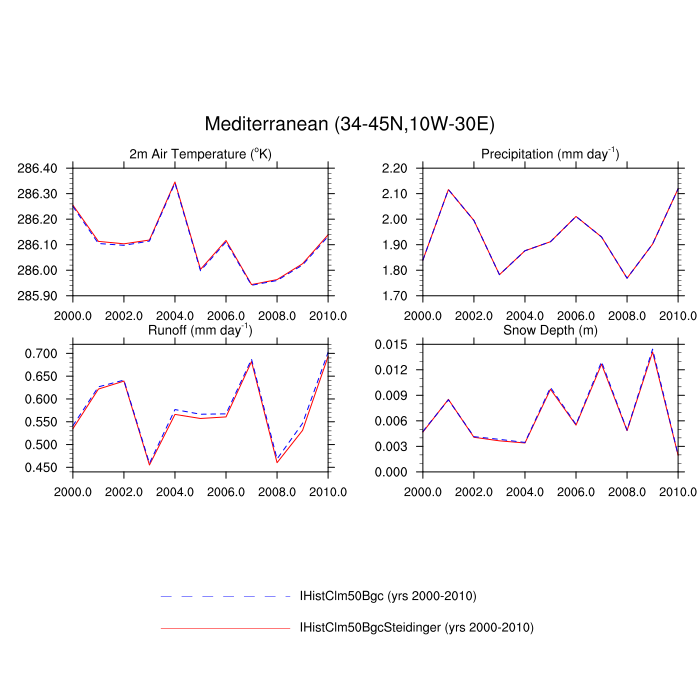 Mediterranean (34-45N,10W-30E)
2m Air Temperature (°K)
286.40
286.30
286.20
286.10
286.00
285.90
2000.0 2002.0 2004.0 2006.0 2008.0 2010.0
Precipitation (mm day⁻¹)
2.20
2.10
2.00
1.90
1.80
1.70
2000.0 2002.0 2004.0 2006.0 2008.0 2010.0
Runoff (mm day⁻¹)
0.700
0.650
0.600
0.550
0.500
0.450
2000.0 2002.0 2004.0 2006.0 2008.0 2010.0
Snow Depth (m)
0.015
0.012
0.009
0.006
0.003
0.000
2000.0 2002.0 2004.0 2006.0 2008.0 2010.0
IHistClm50Bgc (yrs 2000-2010)
IHistClm50BgcSteidinger (yrs 2000-2010)